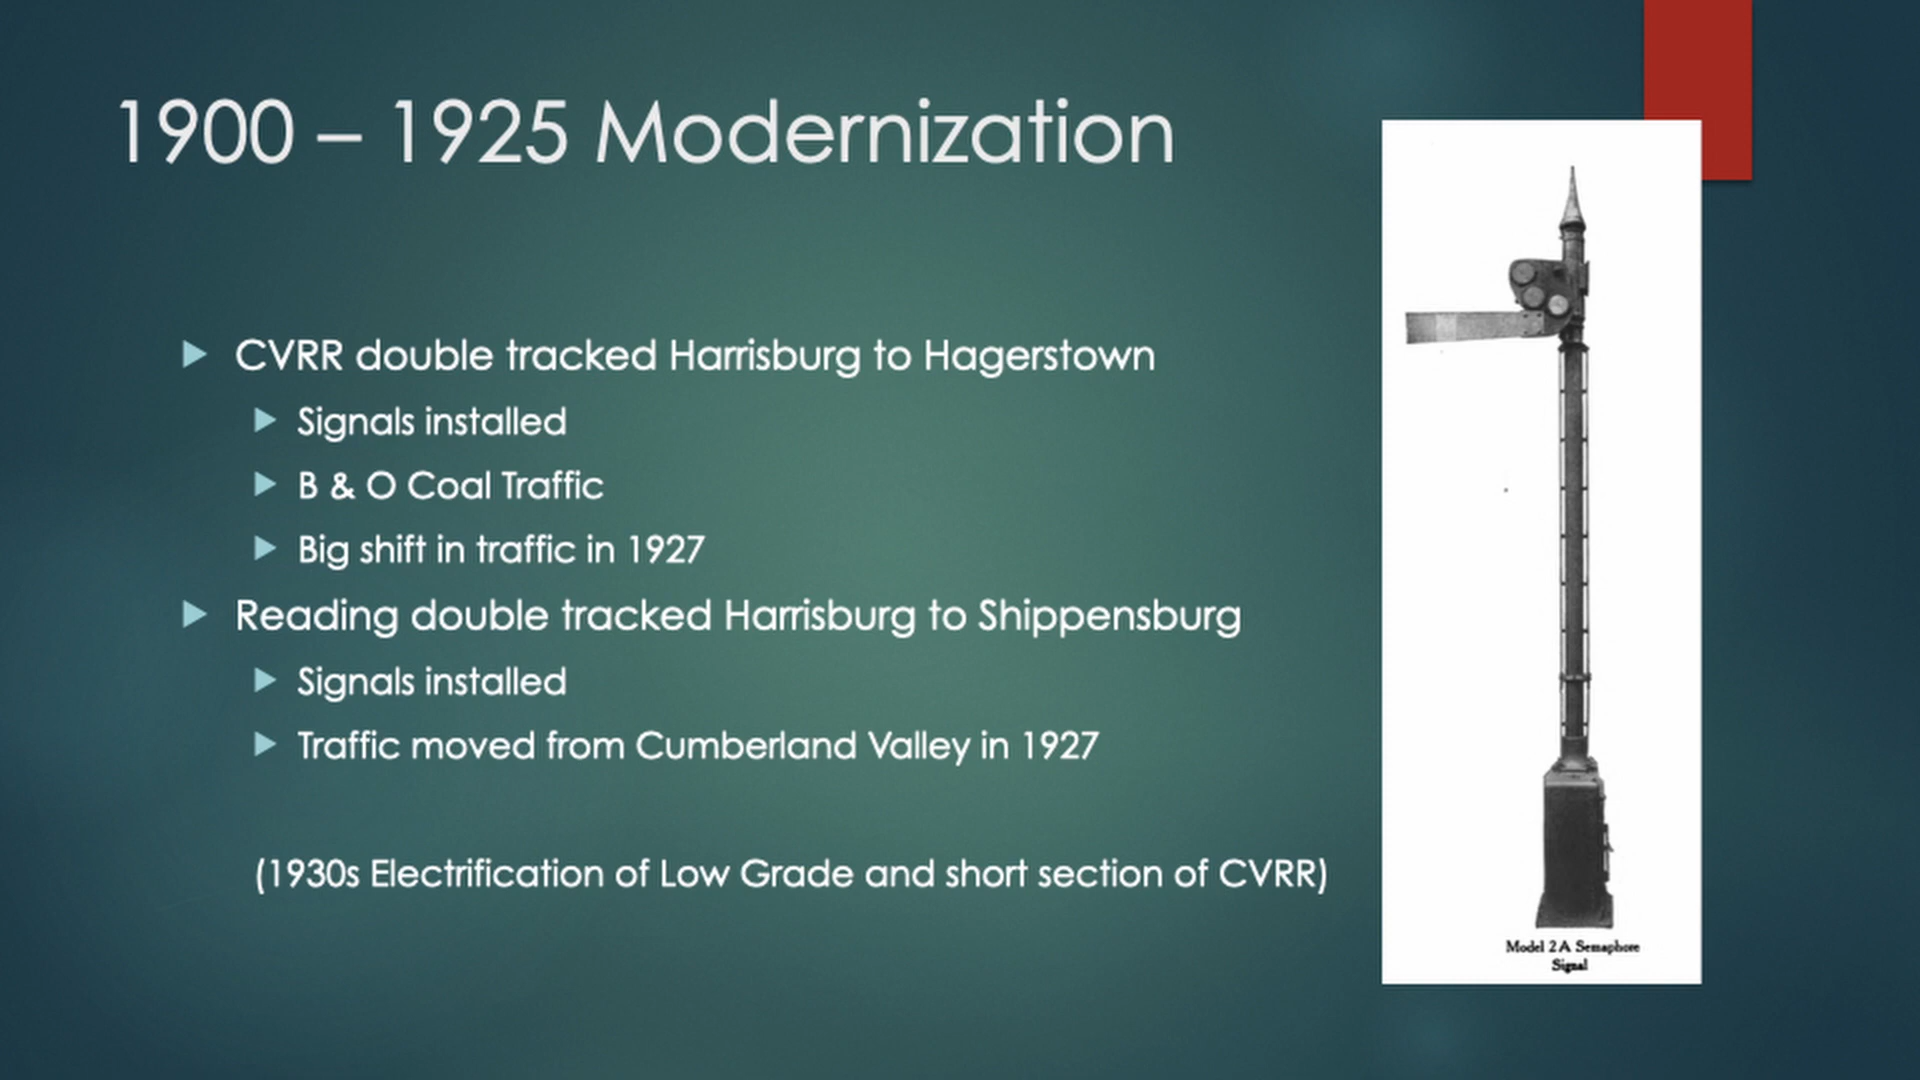 1900 – 1925 Modernization
CVRR double tracked Harrisburg to Hagerstown
Signals installed
B & O Coal Traffic
Big shift in traffic in 1927
Reading double tracked Harrisburg to Shippensburg
Signals installed
Traffic moved from Cumberland Valley in 1927
(1930s Electrification of Low Grade and short section of CVRR)
Model 2 A Semaphore
Signal